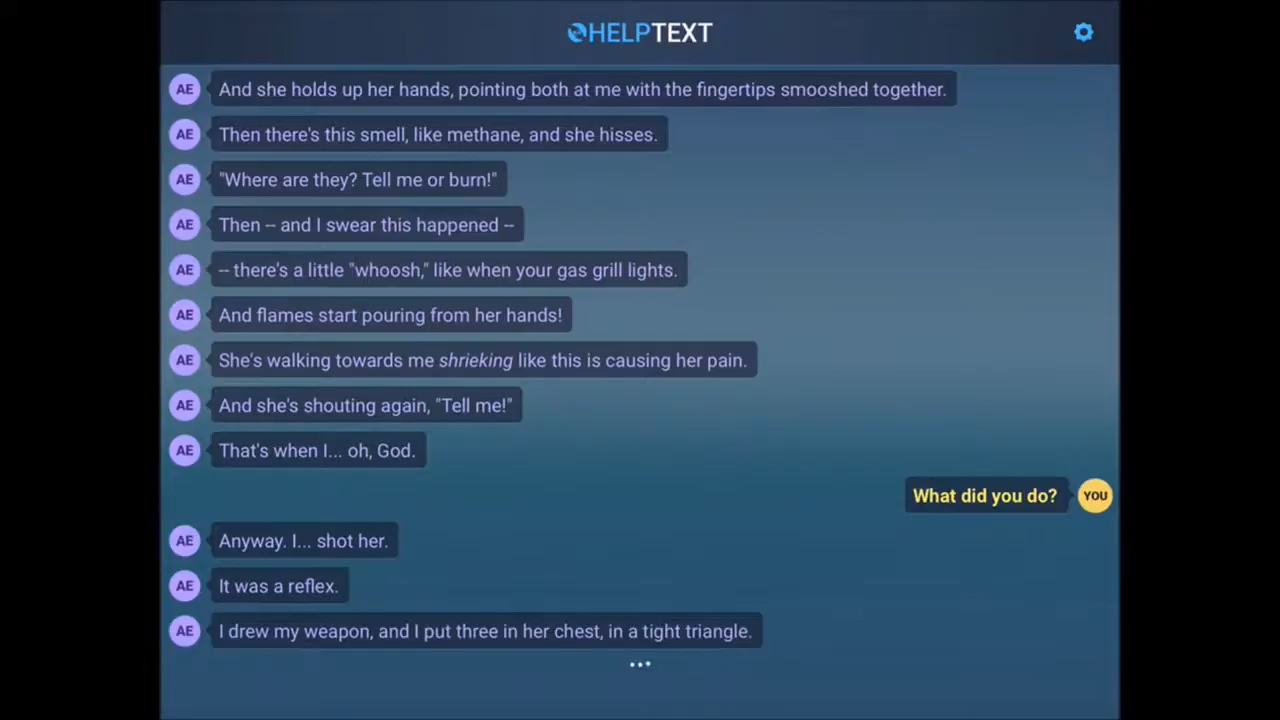 HELPTEXT
AE And she holds up her hands, pointing both at me with the fingertips smooshed together.
AE Then there's this smell, like methane, and she hisses.
AE "Where are they? Tell me or burn!"
AE Then -- and I swear this happened --
AE -- there's a little "whoosh," like when your gas grill lights.
AE And flames start pouring from her hands!
AE She's walking towards me shrieking like this is causing her pain.
AE And she's shouting again, "Tell me!"
AE That's when I... oh, God.
What did you do? YOU
AE Anyway. I... shot her.
AE It was a reflex.
AE I drew my weapon, and I put three in her chest, in a tight triangle.
...